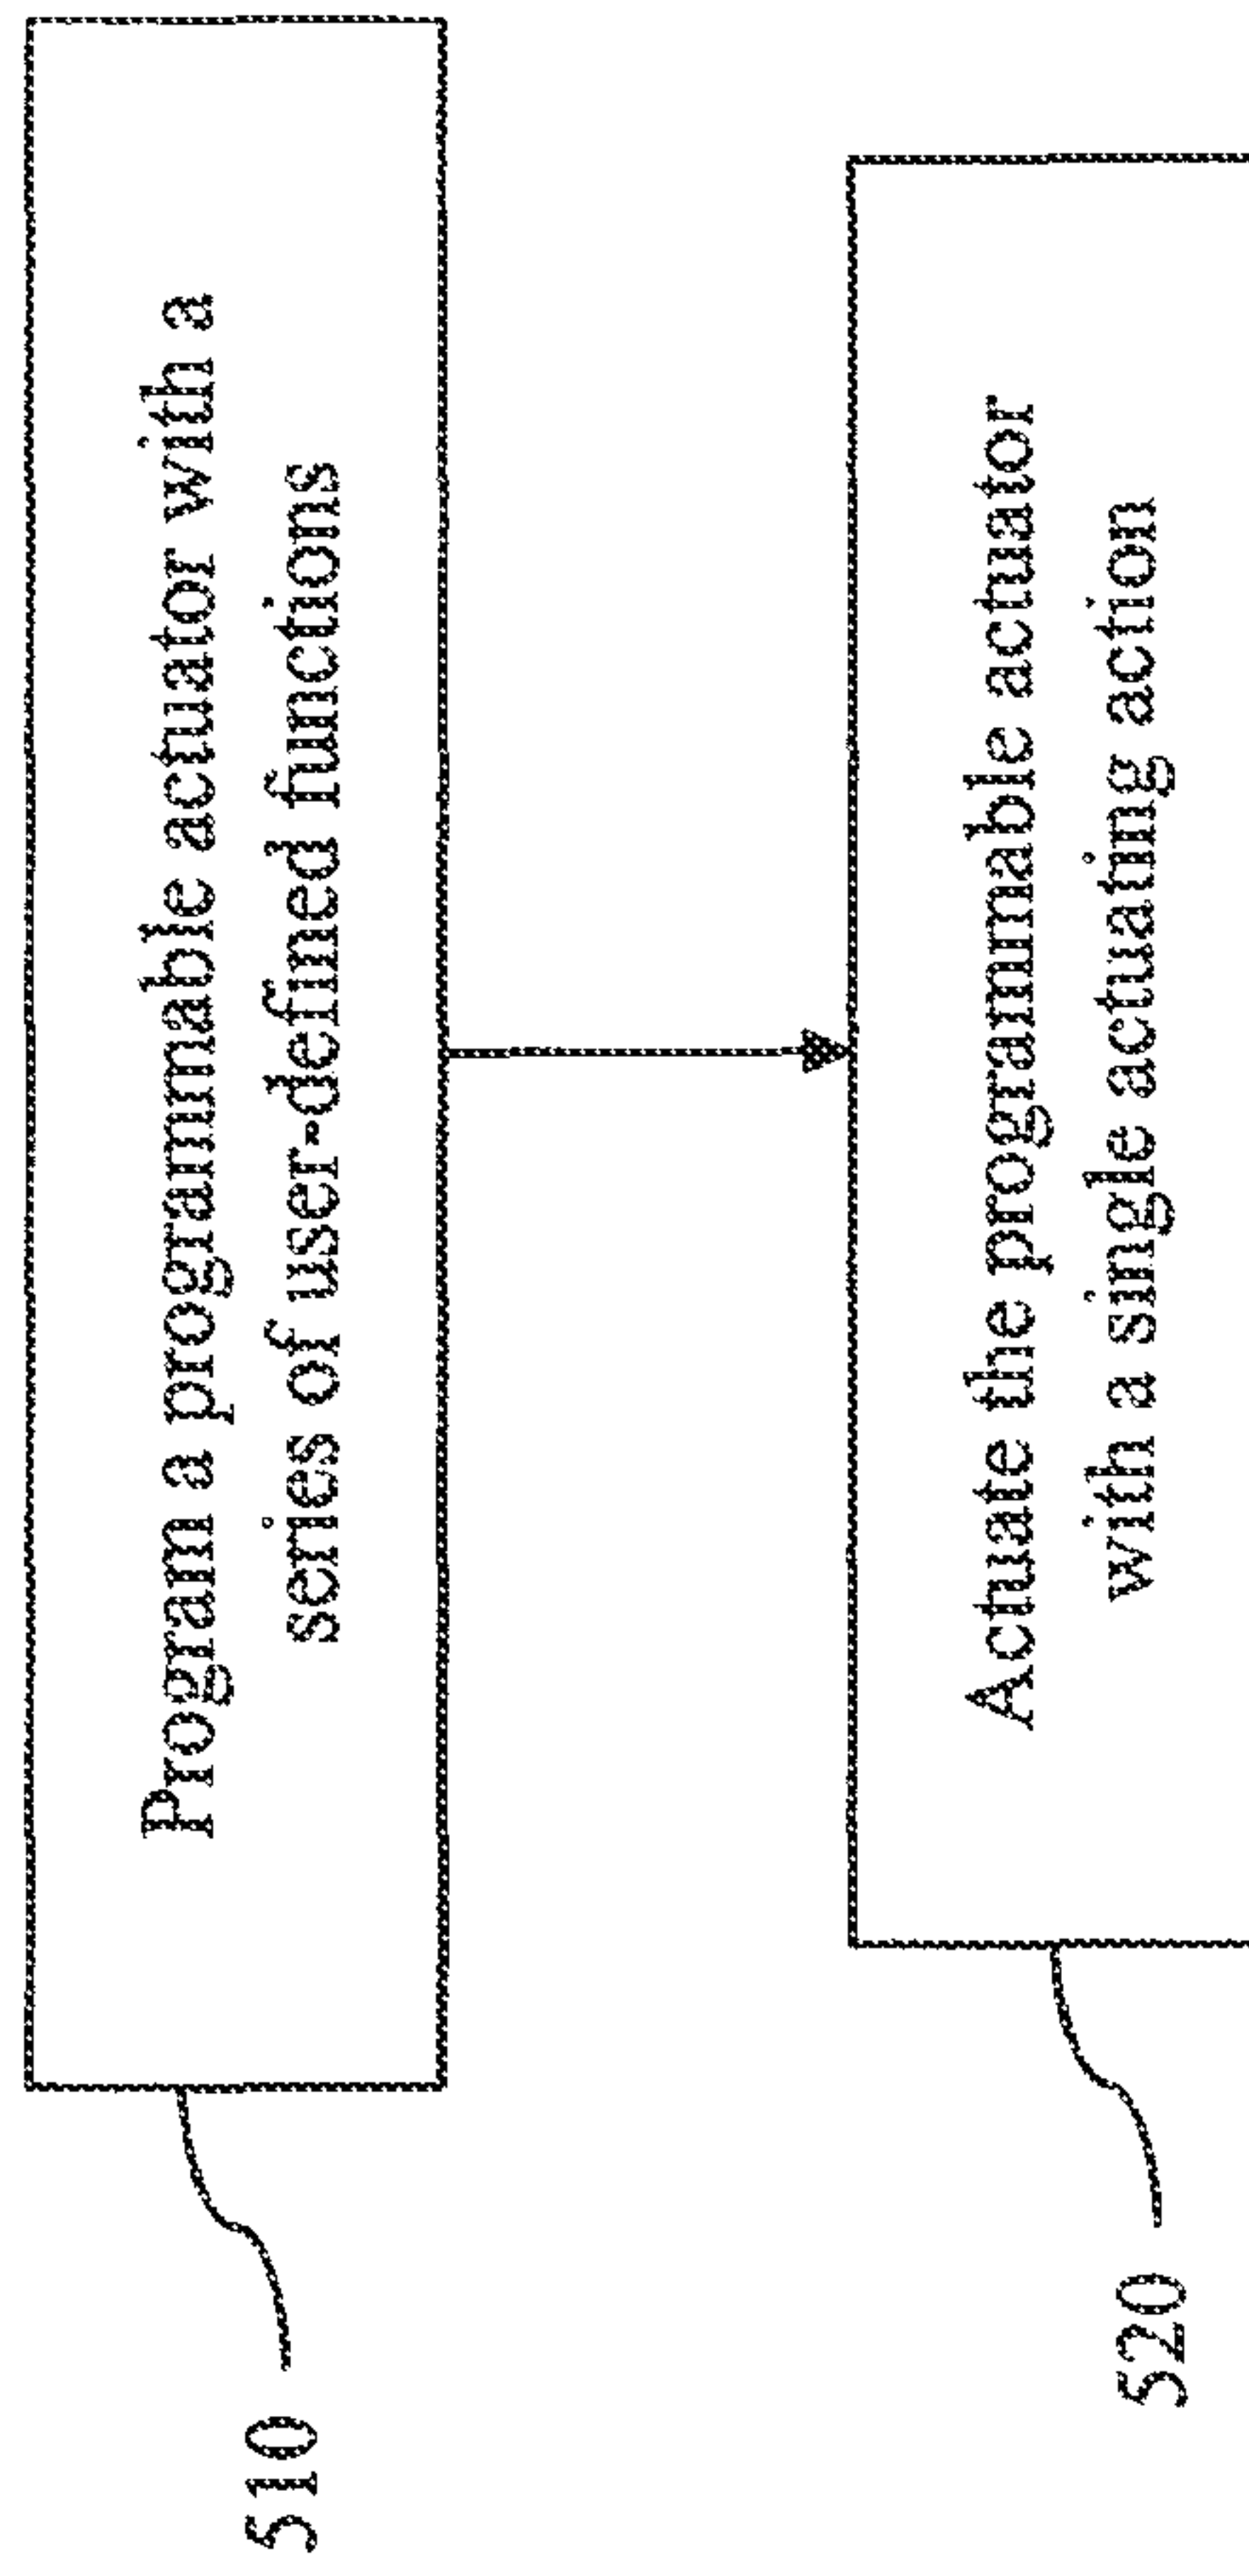 Program a programmable actuator with a
series of user-defined functions
510
Actuate the programmable actuator
with a single actuating action
520